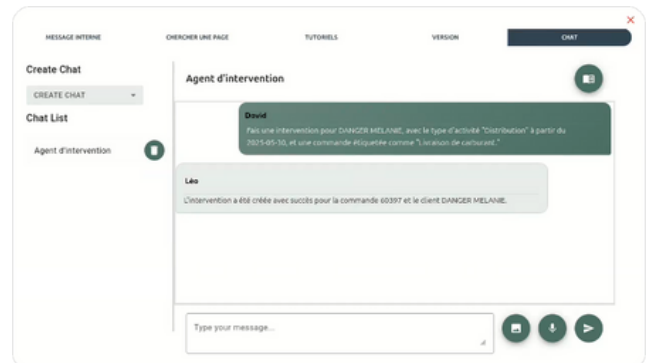 MESSAGE INTERNE
CHERCHER UNE PAGE
TUTORIELS
VERSION
CHAT
Create Chat
CREATE CHAT
Chat List
Agent d'intervention
Agent d'intervention
David
Fais une intervention pour DANGER MELANIE, avec le type d'activité "Distribution" à partir du
2025-05-10, et une commande étiquetée comme "Livraison de carburant."
Léo
L'intervention a été créée avec succès pour la commande 60397 et le client DANGER MELANIE.
Type your message...